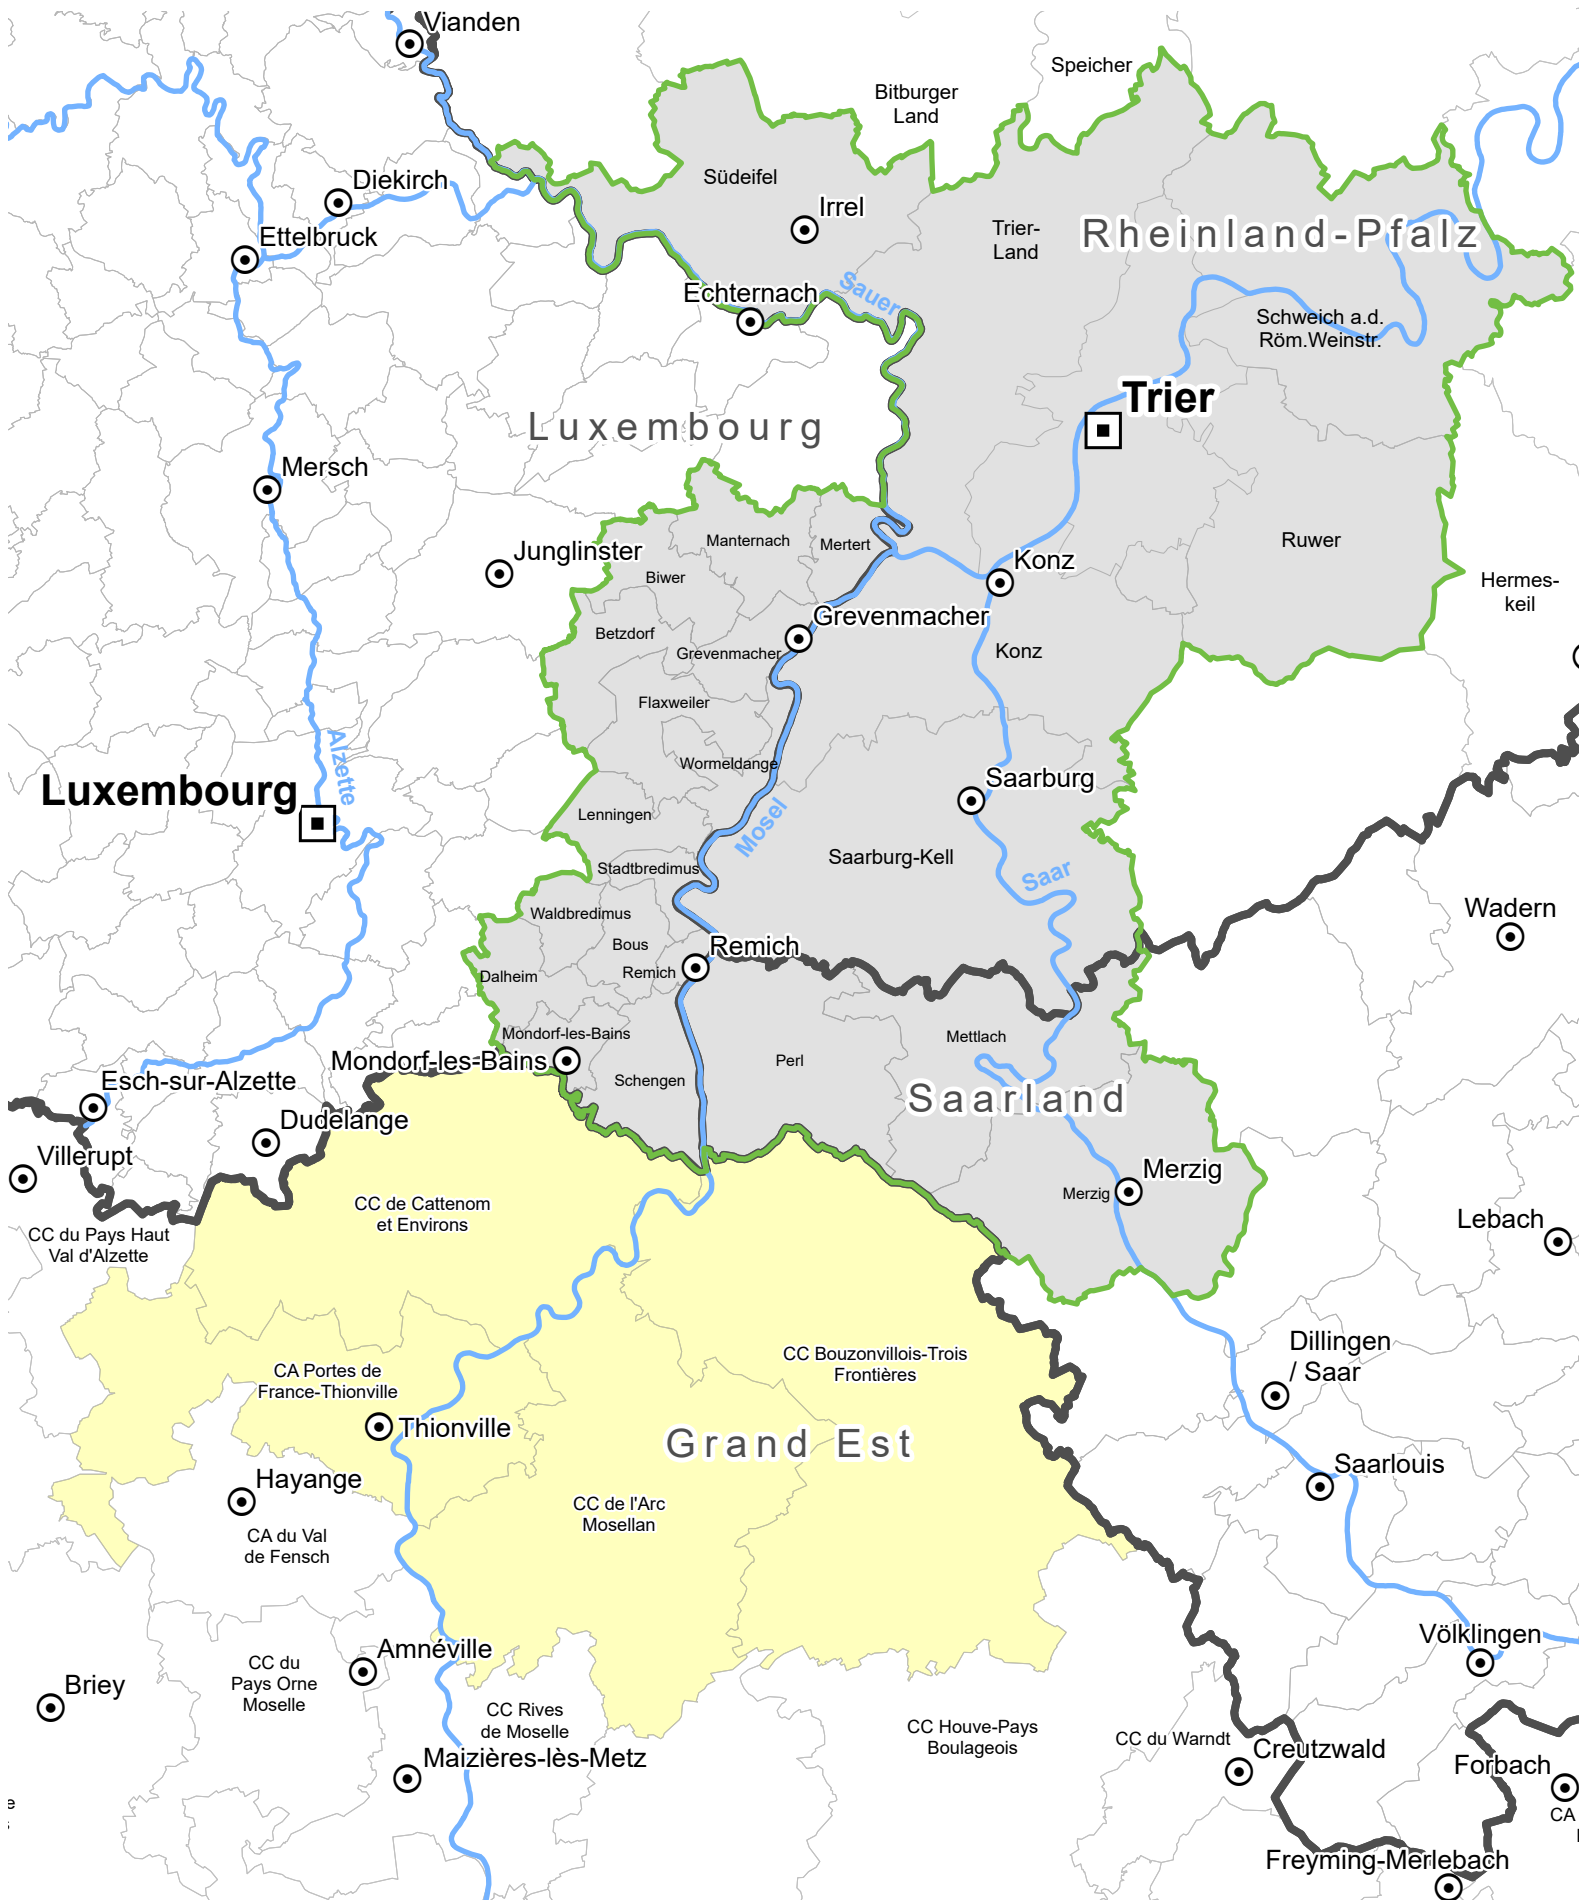 Vianden
Speicher
Bitburger
Land
Diekirch
Südeifel
Irrel
Ettelbruck
Trier-
Land
Rheinland-Pfalz
Echternach
Sauer
Schweich a.d.
Röm.Weinstr.
Trier
Luxembourg
Mersch
Junglinster
Manternach
Mertert
Ruwer
Konz
Biwer
Hermes-
keil
Grevenmacher
Betzdorf
Grevenmacher
Konz
Flaxweiler
Wormeldange
Alzette
Luxembourg
Saarburg
Lenningen
Mosel
Saarburg-Kell
Stadtbredimus
Saar
Waldbredimus
Wadern
Bous
Remich
Remich
Dalheim
Mondorf-les-Bains
Mettlach
Mondorf-les-Bains
Perl
Schengen
Esch-sur-Alzette
Saarland
Dudelange
Villerupt
Merzig
Merzig
CC de Cattenom
et Environs
CC du Pays Haut
Val d'Alzette
Lebach
Dillingen
/ Saar
CC Bouzonvillois-Trois
Frontières
CA Portes de
France-Thionville
Thionville
Grand Est
Saarlouis
Hayange
CC de l'Arc
Mosellan
CA du Val
de Fensch
Völklingen
Amnéville
CC du
Pays Orne
Moselle
Briey
CC Rives
de Moselle
CC Houve-Pays
Boulageois
CC du Warndt
Creutzwald
Maizières-lès-Metz
Forbach
CA
Freyming-Merlebach